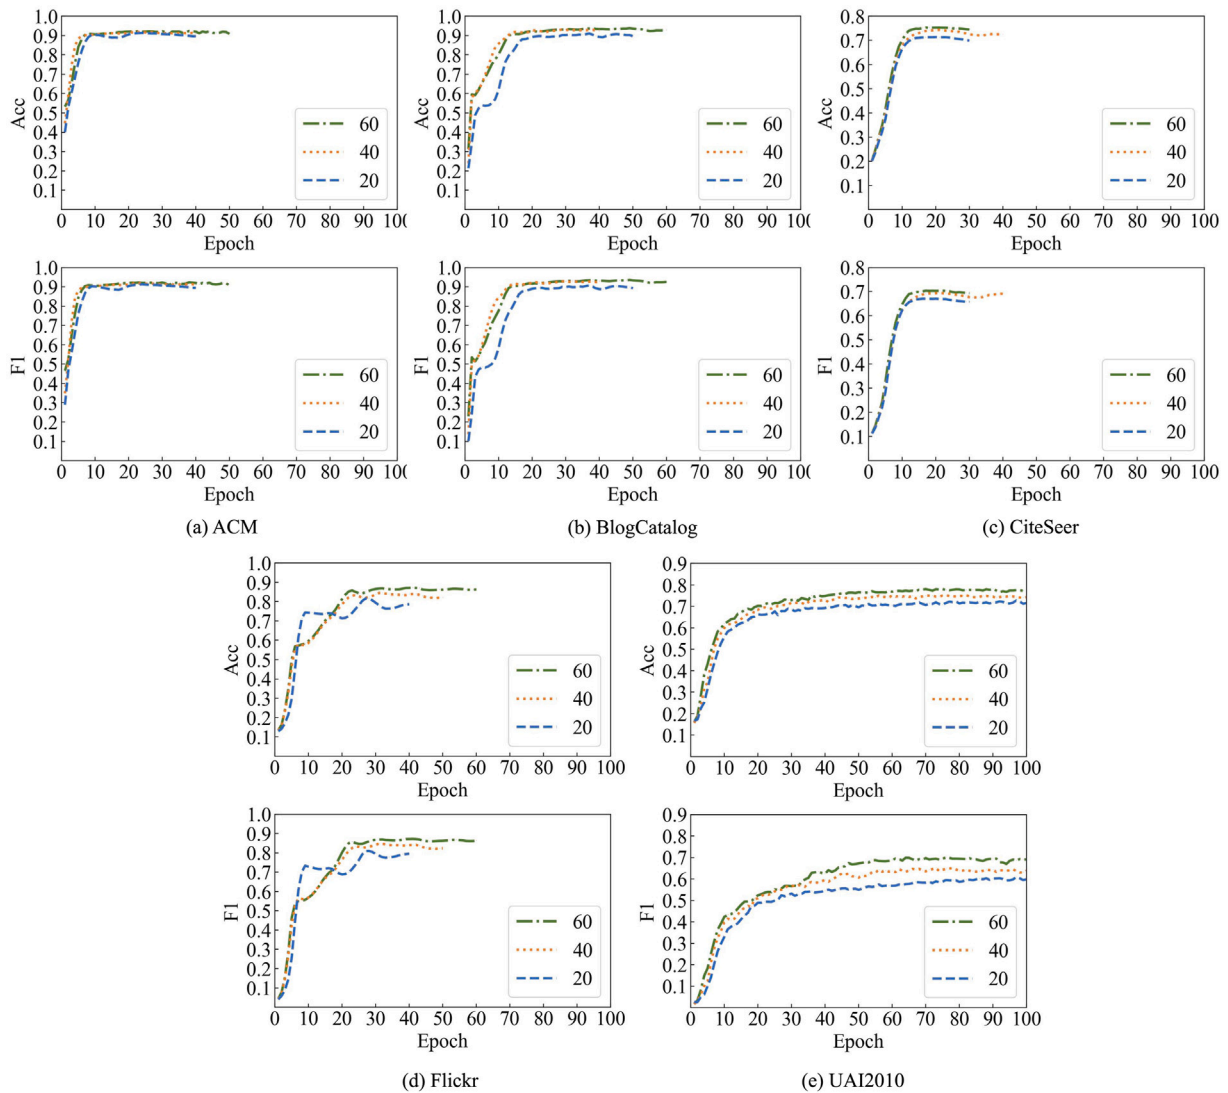 1.0 1.0 0.8
0.9 0.9 0.7
0.8 0.8 0.6
0.7 0.7 0.5
0.6 0.6 0.4
0.5 0.5 0.3
0.4 0.4 0.2
0.3 0.3 0.1
0.2 0.2
0.1 0.1
Acc Acc Acc
60 60 60
40 40 40
20 20 20
0 10 20 30 40 50 60 70 80 90 100 0 10 20 30 40 50 60 70 80 90 100 0 10 20 30 40 50 60 70 80 90 100
Epoch Epoch Epoch
1.0 1.0 0.8
0.9 0.9 0.7
0.8 0.8 0.6
0.7 0.7 0.5
0.6 0.6 0.4
0.5 0.5 0.3
0.4 0.4 0.2
0.3 0.3 0.1
0.2 0.2
0.1 0.1
F1 F1 F1
60 60 60
40 40 40
20 20 20
0 10 20 30 40 50 60 70 80 90 100 0 10 20 30 40 50 60 70 80 90 100 0 10 20 30 40 50 60 70 80 90 100
Epoch Epoch Epoch
(a) ACM (b) BlogCatalog (c) CiteSeer
1.0 0.9
0.9 0.8
0.8 0.7
0.7 0.6
0.6 0.5
0.5 0.4
0.4 0.3
0.3 0.2
0.2 0.1
0.1
Acc Acc
60 60
40 40
20 20
0 10 20 30 40 50 60 70 80 90 100 0 10 20 30 40 50 60 70 80 90 100
Epoch Epoch
1.0 0.9
0.9 0.8
0.8 0.7
0.7 0.6
0.6 0.5
0.5 0.4
0.4 0.3
0.3 0.2
0.2 0.1
0.1
F1 F1
60 60
40 40
20 20
0 10 20 30 40 50 60 70 80 90 100 0 10 20 30 40 50 60 70 80 90 100
Epoch Epoch
(d) Flickr (e) UAI2010